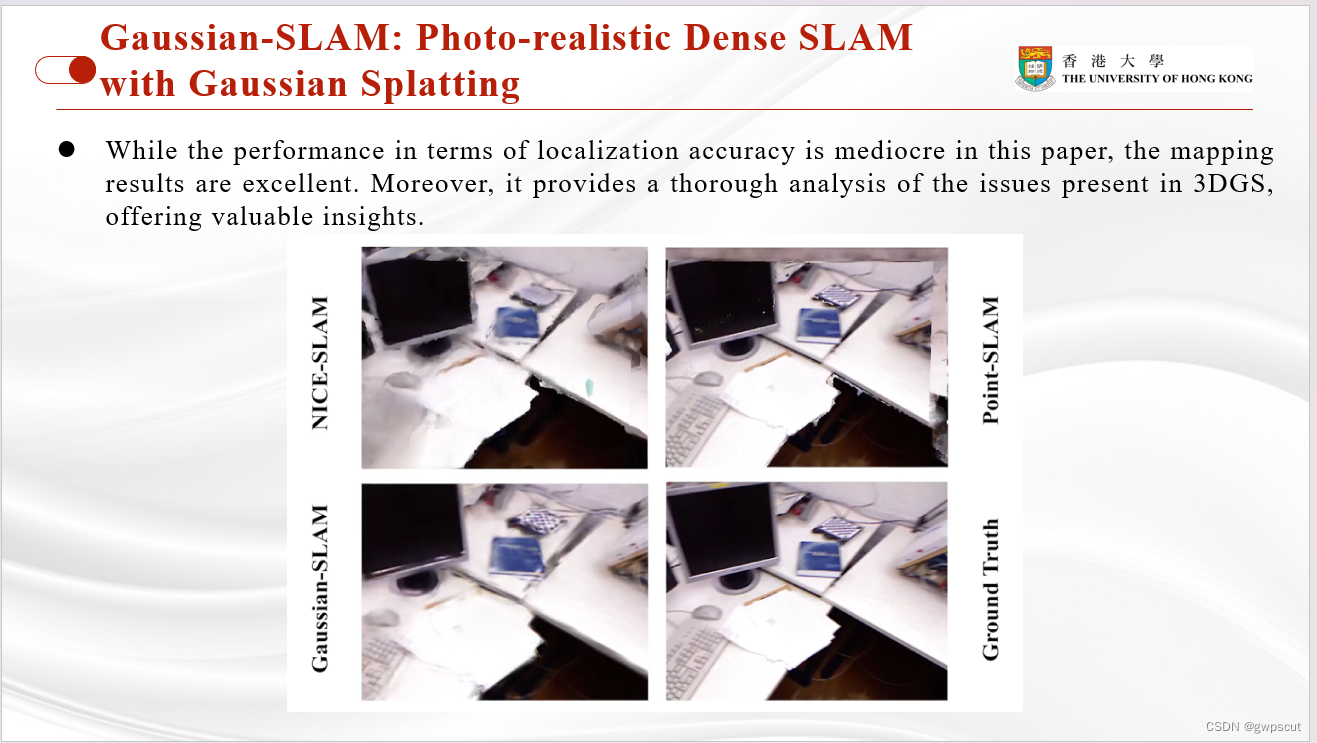 Gaussian-SLAM: Photo-realistic Dense SLAM
with Gaussian Splatting
香港大學
THE UNIVERSITY OF HONG KONG
● While the performance in terms of localization accuracy is mediocre in this paper, the mapping
results are excellent. Moreover, it provides a thorough analysis of the issues present in 3DGS,
offering valuable insights.
NICE-SLAM
Point-SLAM
Gaussian-SLAM
Ground Truth
CSDN @gwpscut